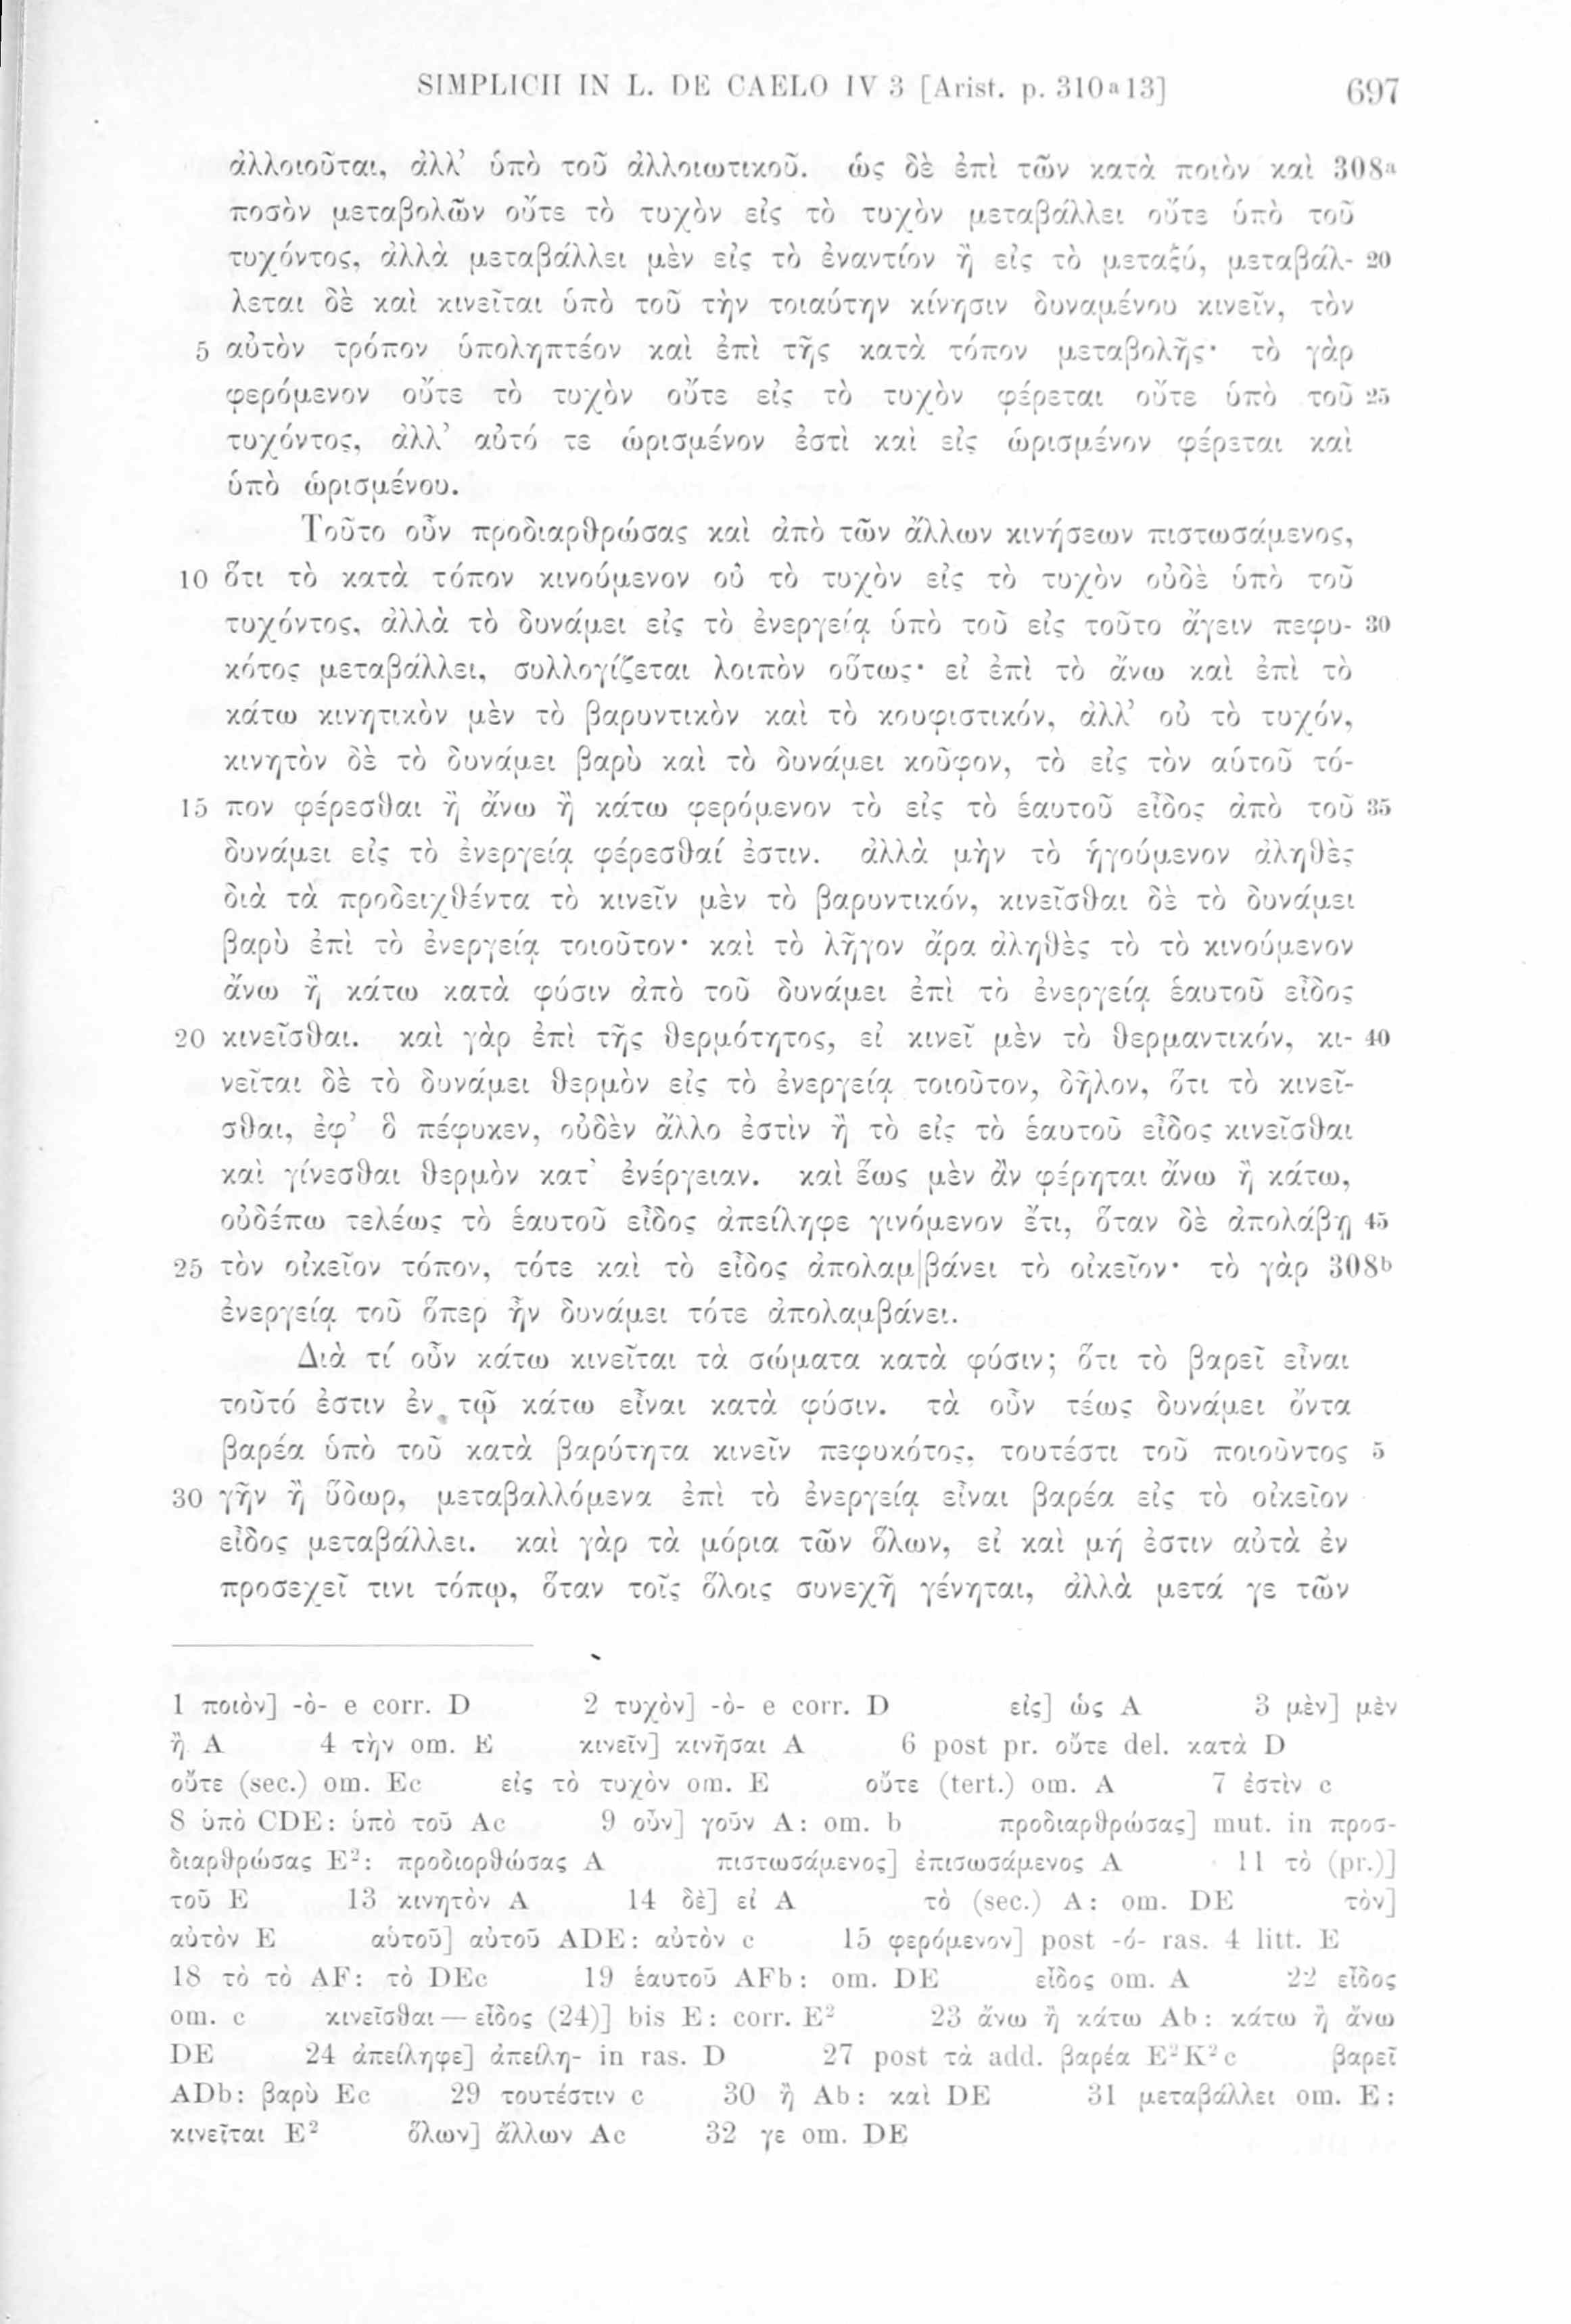 SIMPLICII IN L. DE CAELO IV 3 [Arist. p. 310a13] 697
ἀλλοιοῦται, ἀλλ’ ὑπὸ τοῦ ἀλλοιωτικοῦ. ὡς δὲ ἐπὶ τῶν κατὰ ποιὸν καὶ 308a
ποσὸν μεταβολῶν οὔτε τὸ τυχὸν εἰς τὸ τυχὸν μεταβάλλει οὔτε ὑπὸ τοῦ
τυχόντος, ἀλλὰ μεταβάλλει μὲν εἰς τὸ ἐναντίον ἢ εἰς τὸ μεταξύ, μεταβάλ- 20
λεται δὲ καὶ κινεῖται ὑπὸ τοῦ τὴν τοιαύτην κίνησιν δυναμένου κινεῖν, τὸν
5 αὐτὸν τρόπον ὑποληπτέον καὶ ἐπὶ τῆς κατὰ τόπον μεταβολῆς· τὸ γὰρ
φερόμενον οὔτε τὸ τυχὸν οὔτε εἰς τὸ τυχὸν φέρεται οὔτε ὑπὸ τοῦ 25
τυχόντος, ἀλλ’ αὐτό τε ὡρισμένον ἐστὶ καὶ εἰς ὡρισμένον φέρεται καὶ
ὑπὸ ὡρισμένου.
Τοῦτο οὖν προδιαρθρώσας καὶ ἀπὸ τῶν ἄλλων κινήσεων πιστωσάμενος,
10 ὅτι τὸ κατὰ τόπον κινούμενον οὐ τὸ τυχὸν εἰς τὸ τυχὸν οὐδὲ ὑπὸ τοῦ
τυχόντος, ἀλλὰ τὸ δυνάμει εἰς τὸ ἐνεργείᾳ ὑπὸ τοῦ εἰς τοῦτο ἄγειν πεφυ- 30
κότος μεταβάλλει, συλλογίζεται λοιπὸν οὕτως· εἰ ἐπὶ τὸ ἄνω καὶ ἐπὶ τὸ
κάτω κινητικὸν μὲν τὸ βαρυντικὸν καὶ τὸ κουφιστικόν, ἀλλ’ οὐ τὸ τυχόν,
κινητὸν δὲ τὸ δυνάμει βαρὺ καὶ τὸ δυνάμει κοῦφον, τὸ εἰς τὸν αὑτοῦ τό-
15 πον φέρεσθαι ἢ ἄνω ἢ κάτω φερόμενον τὸ εἰς τὸ ἑαυτοῦ εἶδος ἀπὸ τοῦ 35
δυνάμει εἰς τὸ ἐνεργείᾳ φέρεσθαί ἐστιν. ἀλλὰ μὴν τὸ ἡγούμενον ἀληθὲς
διὰ τὰ προδειχθέντα τὸ κινεῖν μὲν τὸ βαρυντικόν, κινεῖσθαι δὲ τὸ δυνάμει
βαρὺ ἐπὶ τὸ ἐνεργείᾳ τοιοῦτον· καὶ τὸ λῆγον ἄρα ἀληθὲς τὸ τὸ κινούμενον
ἄνω ἢ κάτω κατὰ φύσιν ἀπὸ τοῦ δυνάμει ἐπὶ τὸ ἐνεργείᾳ ἑαυτοῦ εἶδος
20 κινεῖσθαι. καὶ γὰρ ἐπὶ τῆς θερμότητος, εἰ κινεῖ μὲν τὸ θερμαντικόν, κι- 40
νεῖται δὲ τὸ δυνάμει θερμὸν εἰς τὸ ἐνεργείᾳ τοιοῦτον, δῆλον, ὅτι τὸ κινεῖ-
σθαι, ἐφ’ ὃ πέφυκεν, οὐδὲν ἄλλο ἐστὶν ἢ τὸ εἰς τὸ ἑαυτοῦ εἶδος κινεῖσθαι
καὶ γίνεσθαι θερμὸν κατ’ ἐνέργειαν. καὶ ἕως μὲν ἂν φέρηται ἄνω ἢ κάτω,
οὐδέπω τελέως τὸ ἑαυτοῦ εἶδος ἀπείληφε γινόμενον ἔτι, ὅταν δὲ ἀπολάβῃ 45
25 τὸν οἰκεῖον τόπον, τότε καὶ τὸ εἶδος ἀπολαμ|βάνει τὸ οἰκεῖον· τὸ γὰρ 308b
ἐνεργείᾳ τοῦ ὅπερ ἦν δυνάμει τότε ἀπολαμβάνει.
Διὰ τί οὖν κάτω κινεῖται τὰ σώματα κατὰ φύσιν; ὅτι τὸ βαρεῖ εἶναι
τοῦτό ἐστιν ἐν τῷ κάτω εἶναι κατὰ φύσιν. τὰ οὖν τέως δυνάμει ὄντα
βαρέα ὑπὸ τοῦ κατὰ βαρύτητα κινεῖν πεφυκότος, τουτέστι τοῦ ποιοῦντος 5
30 γῆν ἢ ὕδωρ, μεταβαλλόμενα ἐπὶ τὸ ἐνεργείᾳ εἶναι βαρέα εἰς τὸ οἰκεῖον
εἶδος μεταβάλλει. καὶ γὰρ τὰ μόρια τῶν ὅλων, εἰ καὶ μή ἐστιν αὐτὰ ἐν
προσεχεῖ τινι τόπῳ, ὅταν τοῖς ὅλοις συνεχῆ γένηται, ἀλλὰ μετά γε τῶν
1 ποιὸν] -ὸ- e corr. D 2 τυχὸν] -ὸ- e corr. D εἰς] ὡς A 3 μὲν] μὲν
ἢ A 4 τὴν om. E κινεῖν] κινῆσαι A 6 post pr. οὔτε del. κατὰ D
οὔτε (sec.) om. Ec εἰς τὸ τυχὸν om. E οὔτε (tert.) om. A 7 ἐστὶν c
8 ὑπὸ CDE: ὑπὸ τοῦ Ac 9 οὖν] γοῦν A: om. b προδιαρθρώσας] mut. in προσ-
διαρθρώσας E²: προδιορθώσας A πιστωσάμενος] ἐπισωσάμενος A 11 τὸ (pr.)]
τοῦ E 13 κινητὸν A 14 δὲ] εἰ A τὸ (sec.) A: om. DE τὸν]
αὐτὸν E αὑτοῦ] αὐτοῦ ADE: αὐτὸν c 15 φερόμενον] post -ό- ras. 4 litt. E
18 τὸ τὸ AF: τὸ DEc 19 ἑαυτοῦ AFb: om. DE εἶδος om. A 22 εἶδος
om. c κινεῖσθαι — εἶδος (24)] bis E: corr. E² 23 ἄνω ἢ κάτω Ab: κάτω ἢ ἄνω
DE 24 ἀπείληφε] ἀπείλη- in ras. D 27 post τὰ add. βαρέα E²K²c βαρεῖ
ADb: βαρὺ Ec 29 τουτέστιν c 30 ἢ Ab: καὶ DE 31 μεταβάλλει om. E:
κινεῖται E² ὅλων] ἄλλων Ac 32 γε om. DE